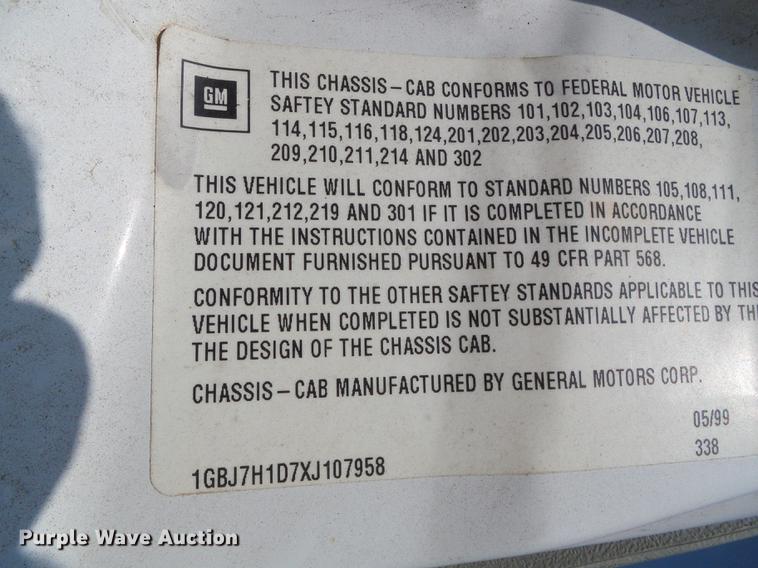 GM
THIS CHASSIS-CAB CONFORMS TO FEDERAL MOTOR VEHICLE
SAFTEY STANDARD NUMBERS 101,102,103,104,106,107,113,
114,115,116,118,124,201,202,203,204,205,206,207,208,
209,210,211,214 AND 302
THIS VEHICLE WILL CONFORM TO STANDARD NUMBERS 105,108,111,
120,121,212,219 AND 301 IF IT IS COMPLETED IN ACCORDANCE
WITH THE INSTRUCTIONS CONTAINED IN THE INCOMPLETE VEHICLE
DOCUMENT FURNISHED PURSUANT TO 49 CFR PART 568.
CONFORMITY TO THE OTHER SAFTEY STANDARDS APPLICABLE TO THIS
VEHICLE WHEN COMPLETED IS NOT SUBSTANTIALLY AFFECTED BY TH
THE DESIGN OF THE CHASSIS CAB.
CHASSIS-CAB MANUFACTURED BY GENERAL MOTORS CORP.
05/99
338
1GBJ7H1D7XJ107958
Purple Wave Auction